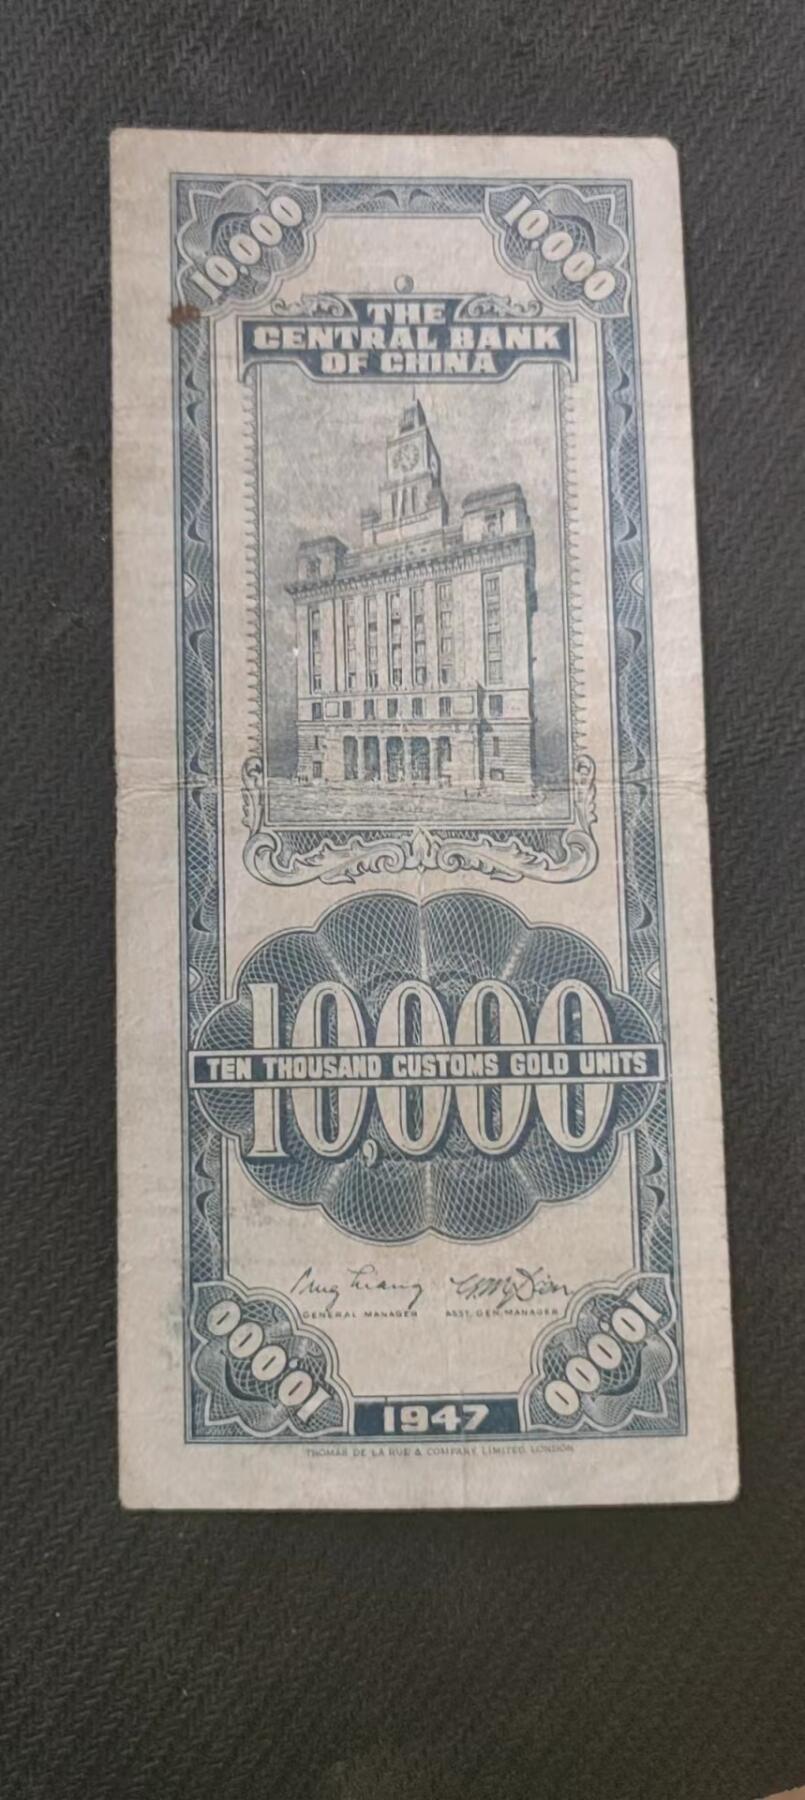 10,000
10,000
THE
CENTRAL BANK
OF CHINA
10,000
TEN THOUSAND CUSTOMS GOLD UNITS
GENERAL MANAGER
ASST. GEN. MANAGER
10,000
10,000
1947
THOMAS DE LA RUE & COMPANY, LIMITED, LONDON